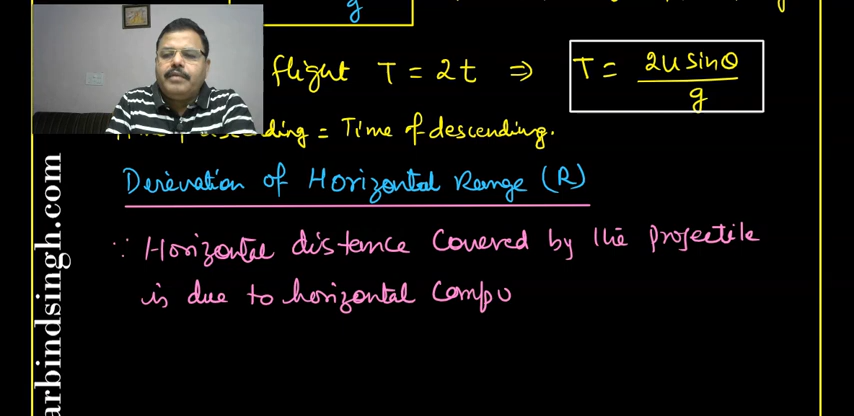 g
flight T = 2t ⇒ T = 2u sinθ / g
ding = Time of descending.
Derevation of Horizontal Range (R)
∵ Horizontal distance covered by the projectile
is due to horizontal compo
arbindsingh.com